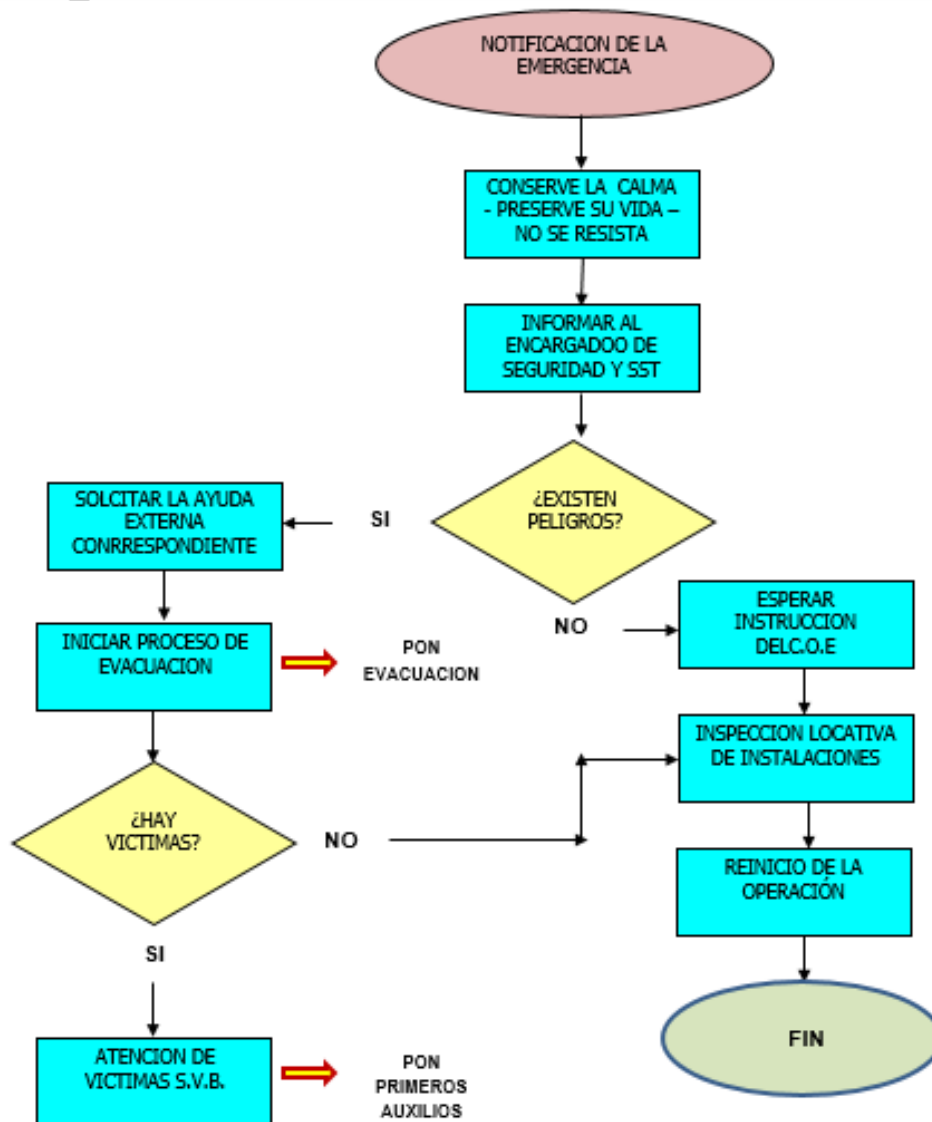 NOTIFICACION DE LA
EMERGENCIA
CONSERVE LA CALMA
- PRESERVE SU VIDA –
NO SE RESISTA
INFORMAR AL
ENCARGADOO DE
SEGURIDAD Y SST
¿EXISTEN
PELIGROS?
SI
SOLCITAR LA AYUDA
EXTERNA
CONRRESPONDIENTE
NO
ESPERAR
INSTRUCCION
DELC.O.E
INICIAR PROCESO DE
EVACUACION
PON
EVACUACION
INSPECCION LOCATIVA
DE INSTALACIONES
¿HAY
VICTIMAS?
NO
REINICIO DE LA
OPERACIÓN
SI
FIN
ATENCION DE
VICTIMAS S.V.B.
PON
PRIMEROS
AUXILIOS